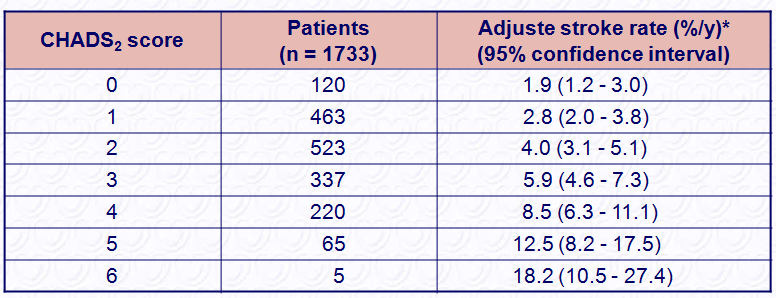 CHADS2 score Patients (n = 1733) Adjuste stroke rate (%/y)* (95% confidence interval)
0 120 1.9 (1.2 - 3.0)
1 463 2.8 (2.0 - 3.8)
2 523 4.0 (3.1 - 5.1)
3 337 5.9 (4.6 - 7.3)
4 220 8.5 (6.3 - 11.1)
5 65 12.5 (8.2 - 17.5)
6 5 18.2 (10.5 - 27.4)